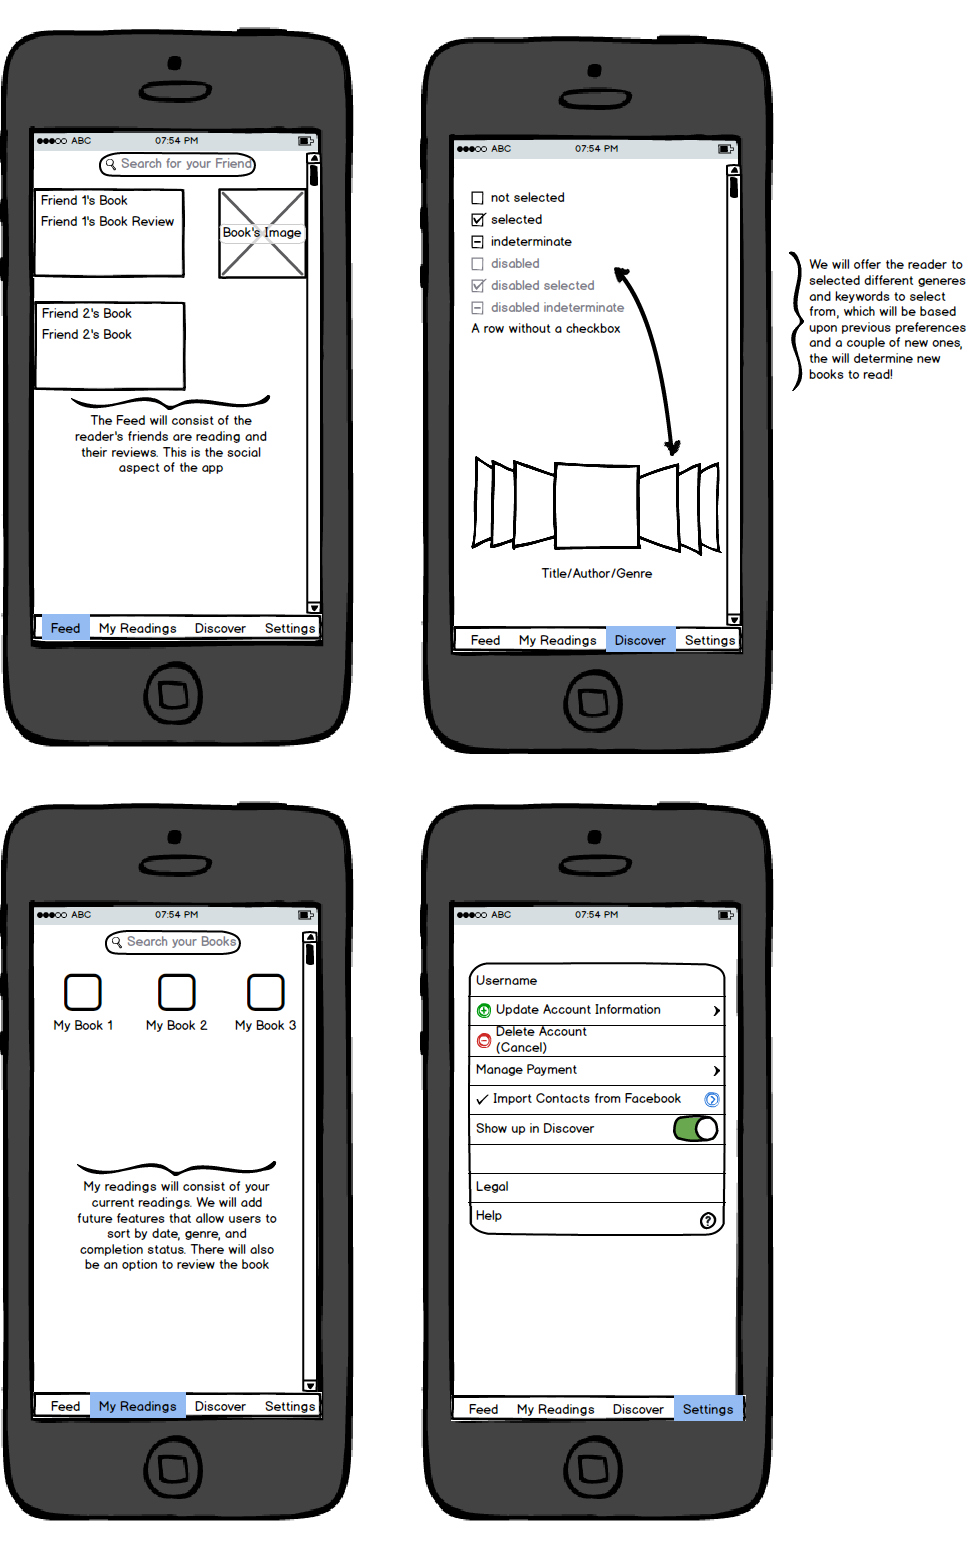 ABC 07:54 PM
Search for your Friend
Friend 1's Book
Friend 1's Book Review
Book's Image
Friend 2's Book
Friend 2's Book
The Feed will consist of the
reader's friends are reading and
their reviews. This is the social
aspect of the app
Feed My Readings Discover Settings
ABC 07:54 PM
not selected
selected
indeterminate
disabled
disabled selected
disabled indeterminate
A row without a checkbox
Title/Author/Genre
Feed My Readings Discover Settings
We will offer the reader to
selected different generes
and keywords to select
from, which will be based
upon previous preferences
and a couple of new ones,
the will determine new
books to read!
ABC 07:54 PM
Search your Books
My Book 1 My Book 2 My Book 3
My readings will consist of your
current readings. We will add
future features that allow users to
sort by date, genre, and
completion status. There will also
be an option to review the book
Feed My Readings Discover Settings
ABC 07:54 PM
Username
Update Account Information
Delete Account
(Cancel)
Manage Payment
Import Contacts from Facebook
Show up in Discover
Legal
Help ?
Feed My Readings Discover Settings